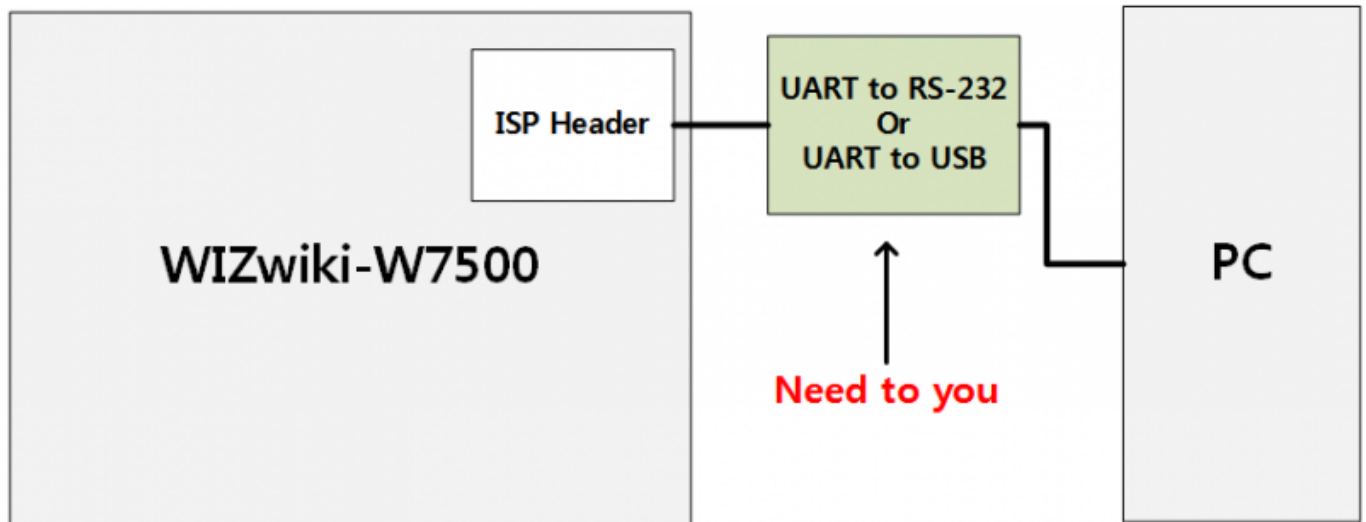 ISP Header
UART to RS-232
Or
UART to USB
WIZwiki-W7500
PC
Need to you